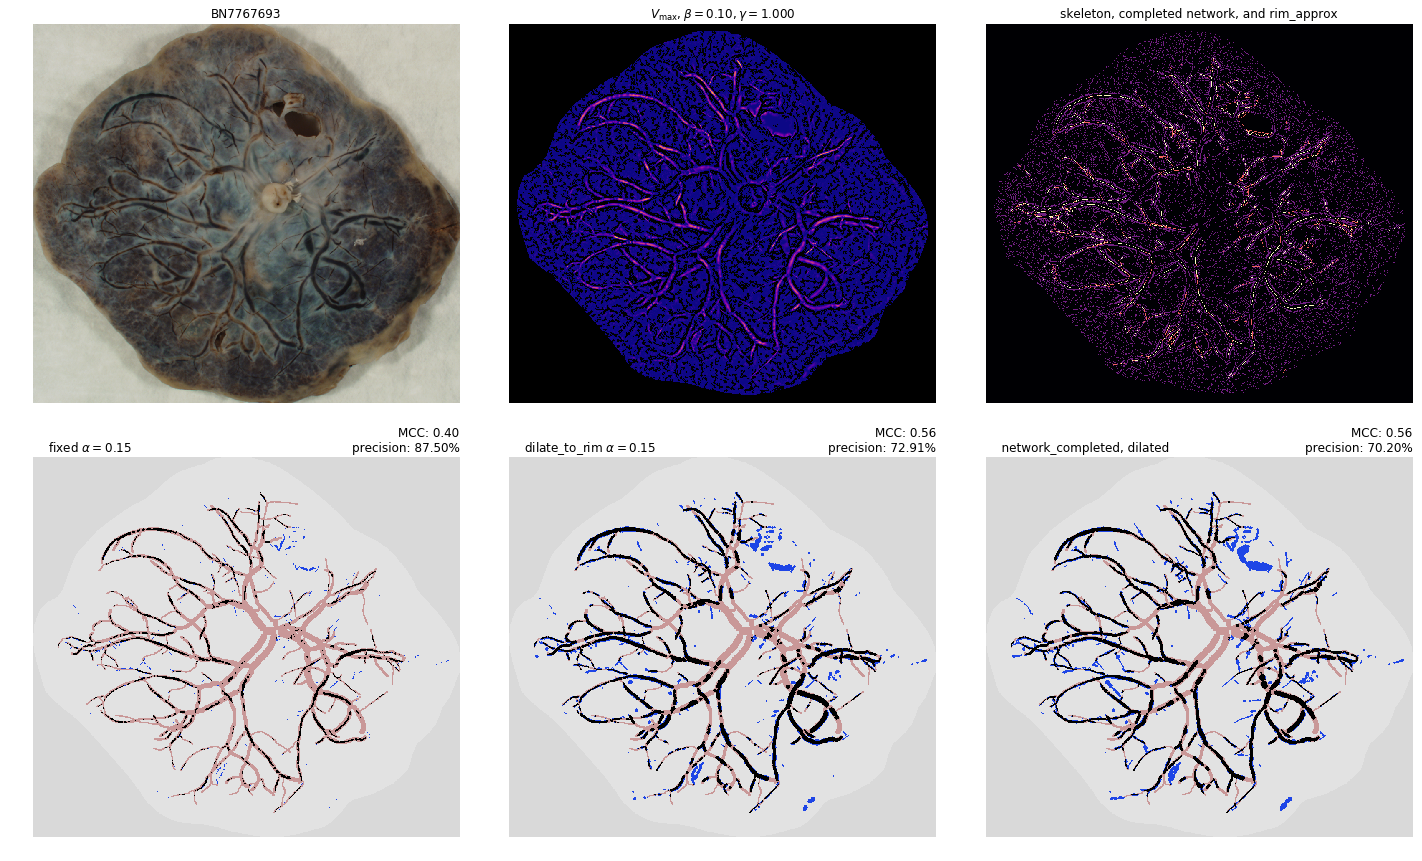 BN7767693
V_max, β = 0.10, γ = 1.000
skeleton, completed network, and rim_approx
MCC: 0.40
fixed α = 0.15 precision: 87.50%
MCC: 0.56
dilate_to_rim α = 0.15 precision: 72.91%
MCC: 0.56
network_completed, dilated precision: 70.20%